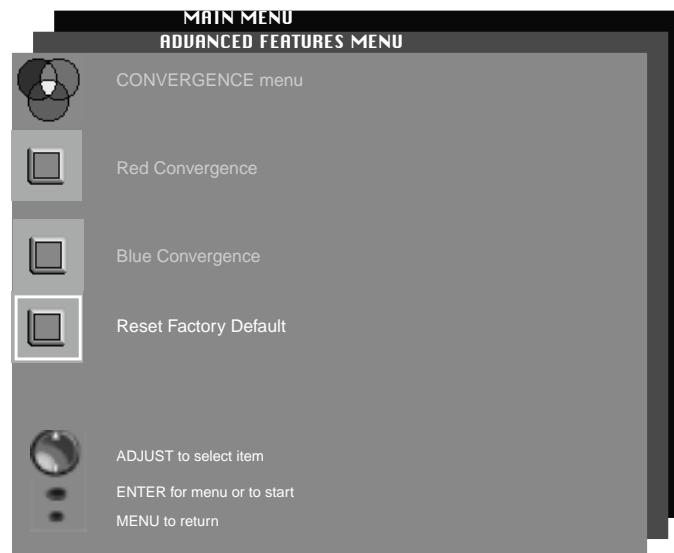 MAIN MENU
ADVANCED FEATURES MENU
CONVERGENCE menu
Red Convergence
Blue Convergence
Reset Factory Default
ADJUST to select item
ENTER for menu or to start
MENU to return